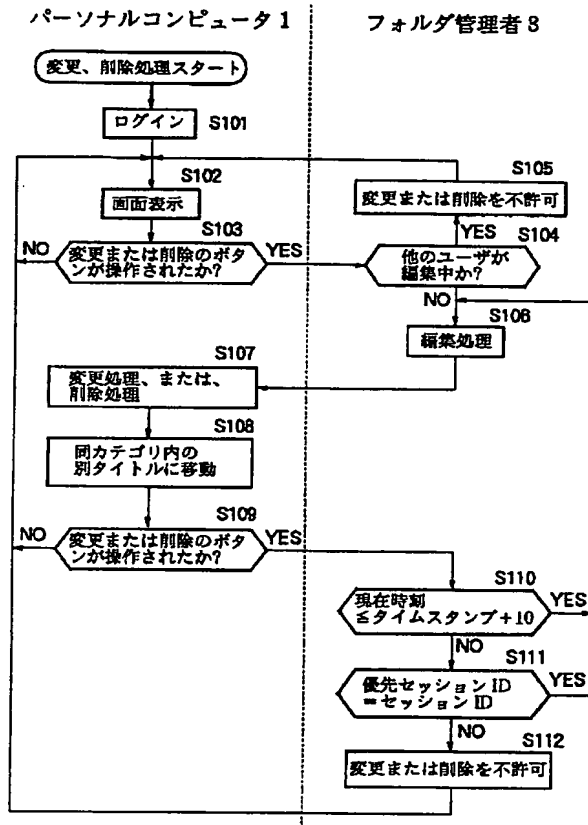 パーソナルコンピュータ1
フォルダ管理者3
変更、削除処理スタート
ログイン
S101
S102
画面表示
S103
変更または削除のボタ
ンが操作されたか?
NO
YES
S105
変更または削除を不許可
YES
S104
他のユーザが
編集中か?
NO
S106
編集処理
S107
変更処理、または、
削除処理
S108
同カテゴリ内の
別タイトルに移動
S109
変更または削除のボタ
ンが操作されたか?
NO
YES
S110
現在時刻
≦タイムスタンプ+10
YES
NO
S111
優先セッションID
=セッションID
YES
NO
S112
変更または削除を不許可